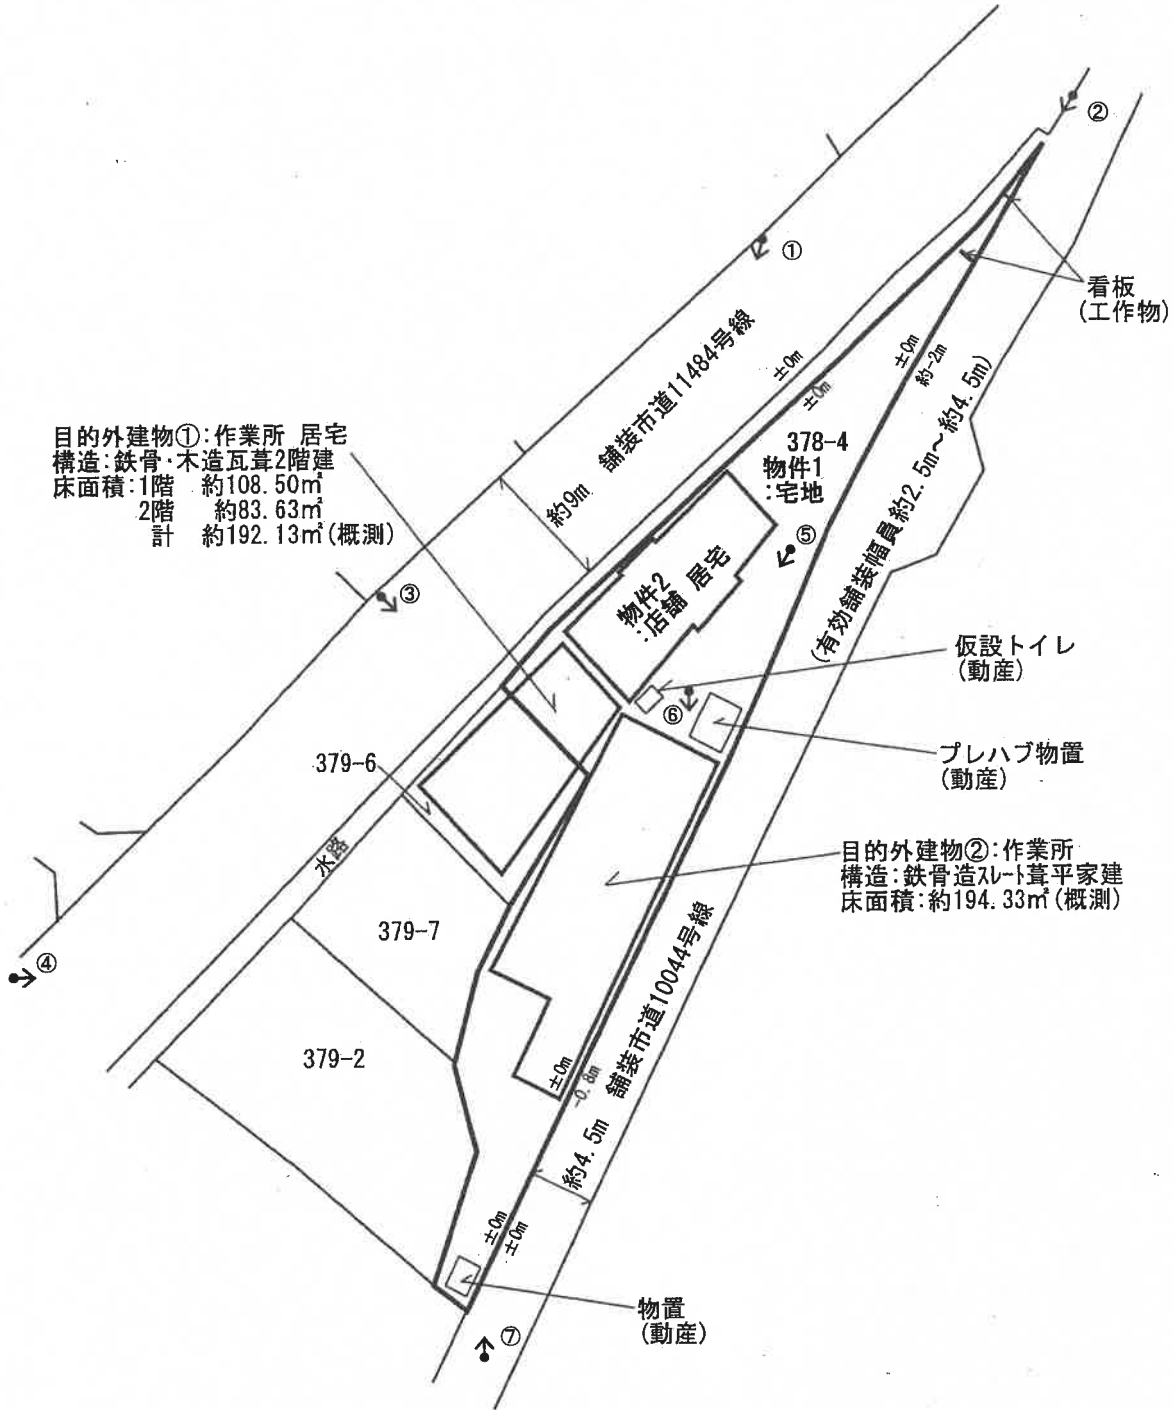 ②
①
看板
(工作物)
舗装市道11484号線
約9m
±0m
±0m
±0m
約-2m
目的外建物①:作業所 居宅
構造:鉄骨・木造瓦葺2階建
床面積:1階 約108.50㎡
2階 約83.63㎡
計 約192.13㎡(概測)
378-4
物件1
:宅地
⑤
(有効舗装幅員約2.5m〜約4.5m)
③
物件2
:店舗 居宅
仮設トイレ
(動産)
⑥
プレハブ物置
(動産)
379-6
水路
目的外建物②:作業所
構造:鉄骨造スレート葺平家建
床面積:約194.33㎡(概測)
379-7
④
舗装市道10044号線
379-2
±0m
-0.8m
約4.5m
±0m
±0m
物置
(動産)
⑦